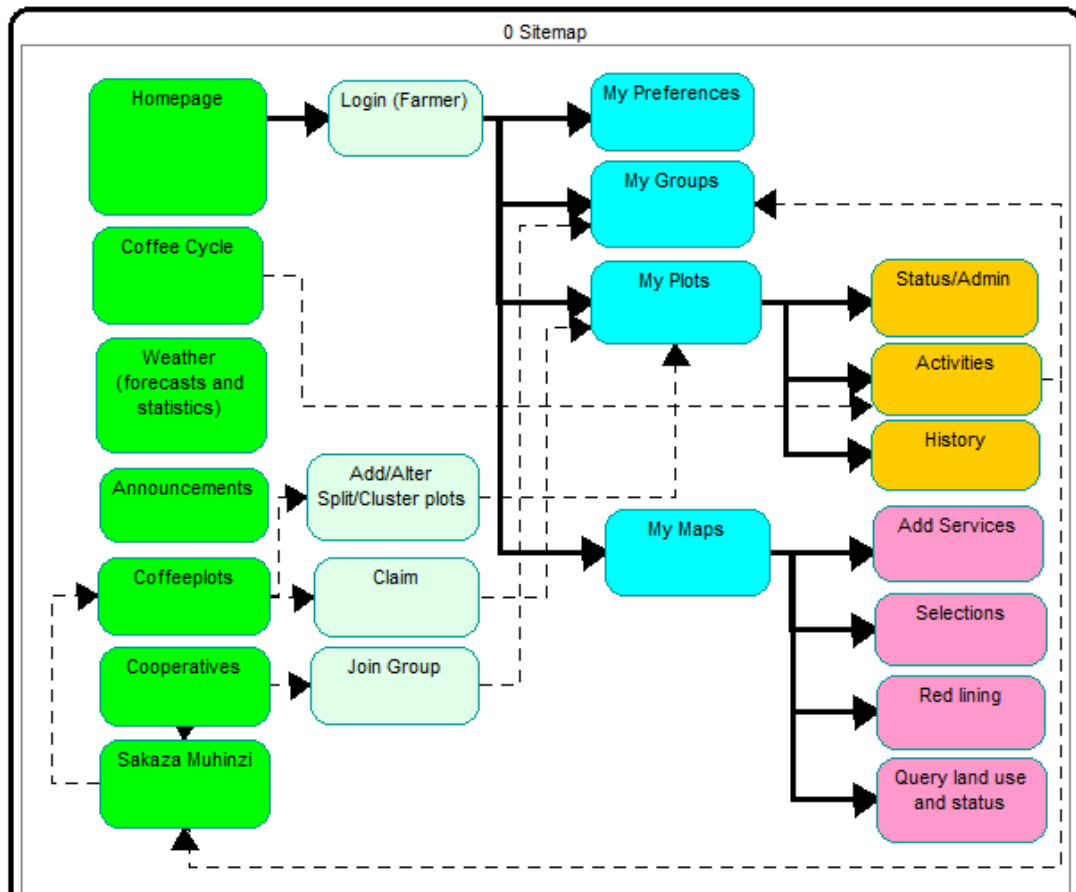 0 Sitemap
Homepage
Login (Farmer)
My Preferences
My Groups
Coffee Cycle
My Plots
Status/Admin
Weather
(forecasts and
statistics)
Activities
History
Announcements
Add/Alter
Split/Cluster plots
My Maps
Add Services
Coffeeplots
Claim
Selections
Cooperatives
Join Group
Red lining
Sakaza Muhinzi
Query land use
and status